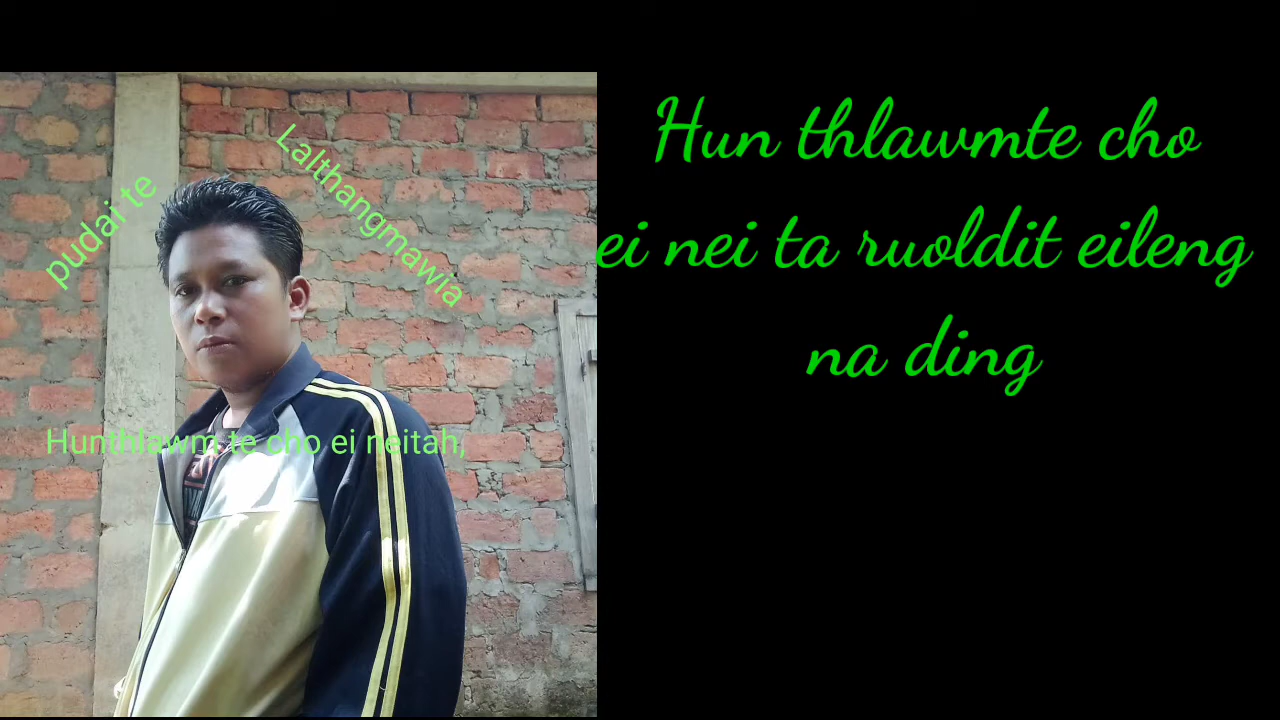 pudai te
Lalthangmawia
Hunthlawm te cho ei neitah,
Hun thlawmte cho
ei nei ta ruoldit eileng
na ding